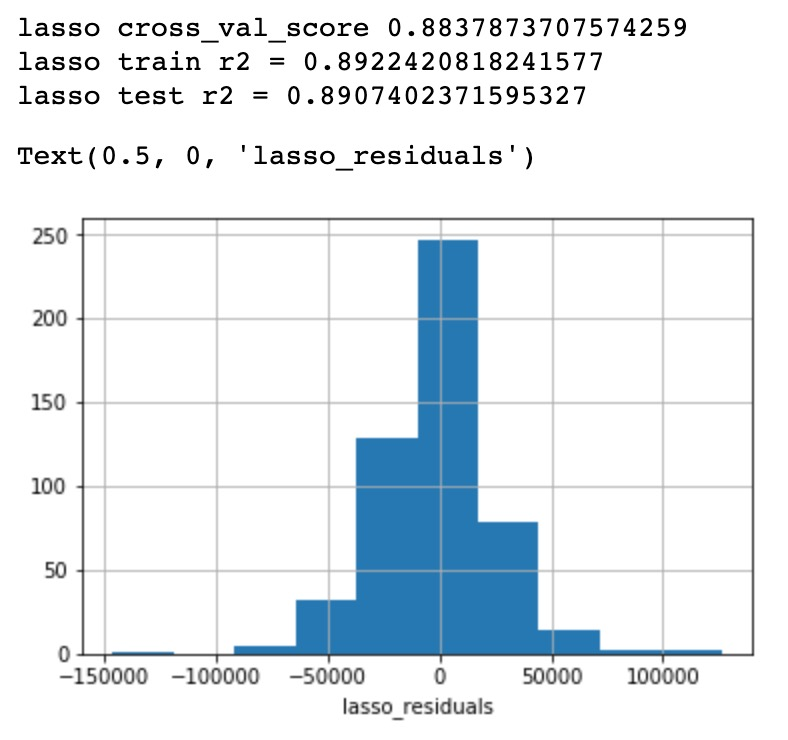 lasso cross_val_score 0.8837873707574259
lasso train r2 = 0.8922420818241577
lasso test r2 = 0.8907402371595327
Text(0.5, 0, 'lasso_residuals')
250
200
150
100
50
0
−150000 −100000 −50000 0 50000 100000
lasso_residuals